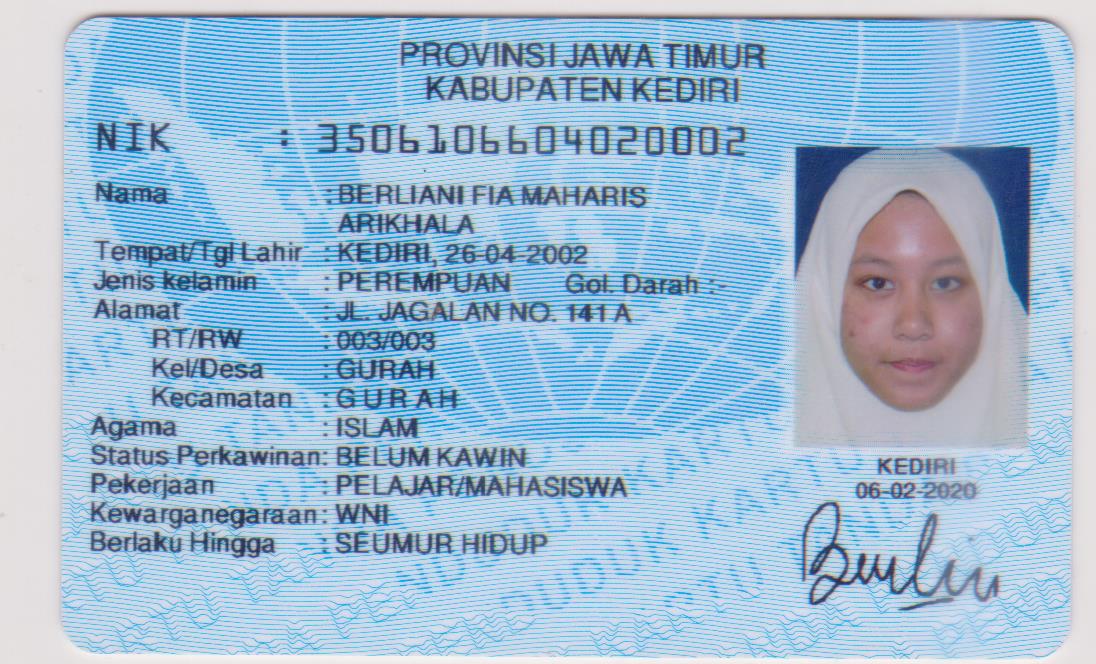 PROVINSI JAWA TIMUR
KABUPATEN KEDIRI
NIK : 3506106604020002
Nama : BERLIANI FIA MAHARIS
ARIKHALA
Tempat/Tgl Lahir : KEDIRI, 26-04-2002
Jenis kelamin : PEREMPUAN Gol. Darah :-
Alamat : JL. JAGALAN NO. 141 A
RT/RW : 003/003
Kel/Desa : GURAH
Kecamatan : G U R A H
Agama : ISLAM
Status Perkawinan: BELUM KAWIN
Pekerjaan : PELAJAR/MAHASISWA
Kewarganegaraan: WNI
Berlaku Hingga : SEUMUR HIDUP
KEDIRI
06-02-2020